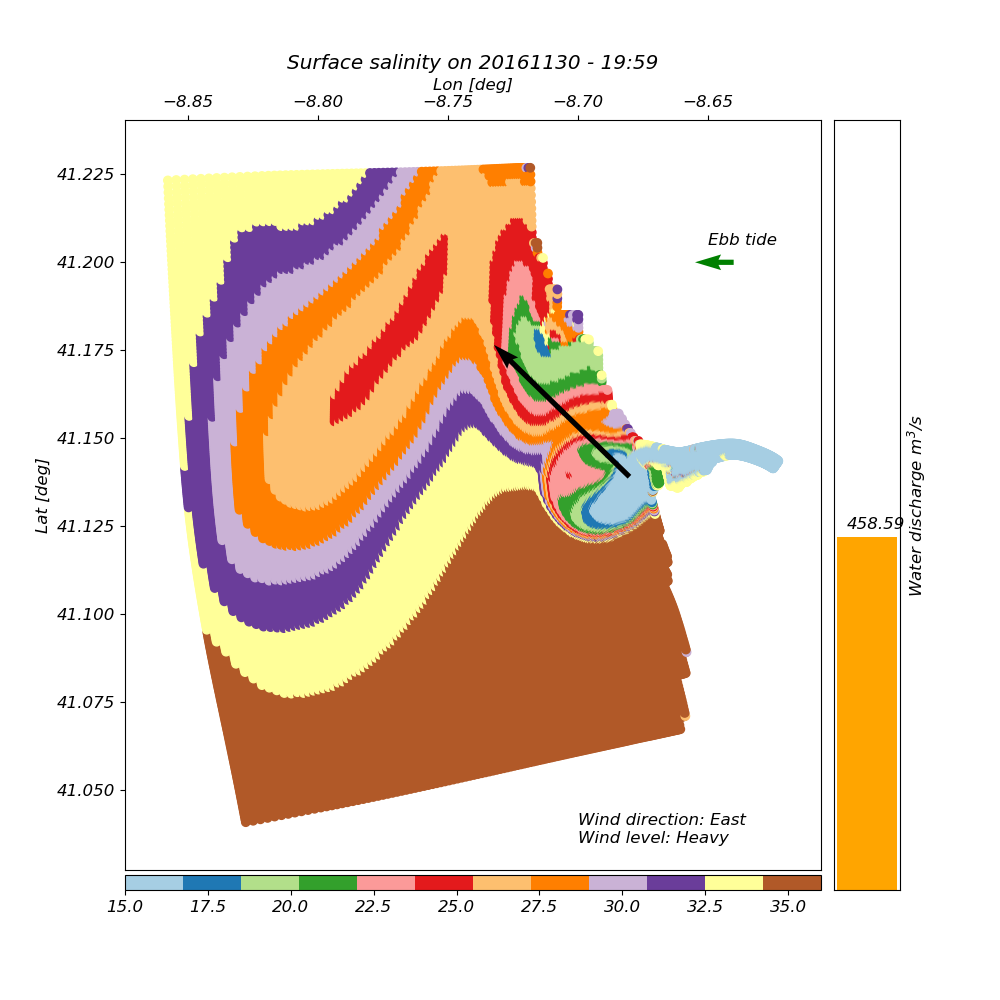 Surface salinity on 20161130 - 19:59
Lon [deg]
−8.85 −8.80 −8.75 −8.70 −8.65
41.225
41.200
41.175
41.150
41.125
41.100
41.075
41.050
Lat [deg]
Ebb tide
Wind direction: East
Wind level: Heavy
458.59
Water discharge m³/s
15.0 17.5 20.0 22.5 25.0 27.5 30.0 32.5 35.0